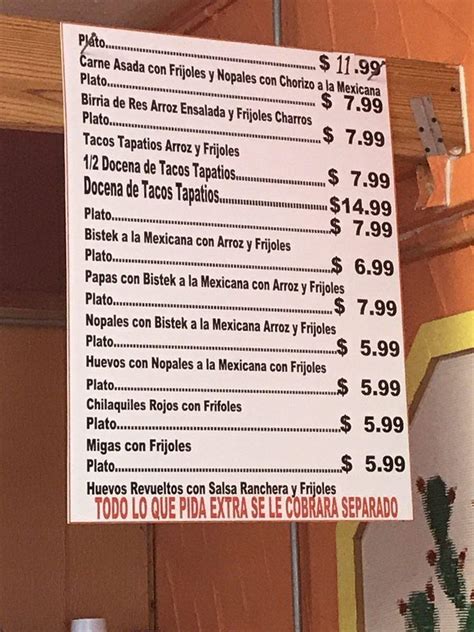 Plato.................................................$ 11.99
Carne Asada con Frijoles y Nopales con Chorizo a la Mexicana
Plato.................................................$ 7.99
Birria de Res Arroz Ensalada y Frijoles Charros
Plato.................................................$ 7.99
Tacos Tapatios Arroz y Frijoles
1/2 Docena de Tacos Tapatios......................$ 7.99
Docena de Tacos Tapatios...........................$14.99
Plato.................................................$ 7.99
Bistek a la Mexicana con Arroz y Frijoles
Plato.................................................$ 6.99
Papas con Bistek a la Mexicana con Arroz y Frijoles
Plato.................................................$ 7.99
Nopales con Bistek a la Mexicana Arroz y Frijoles
Plato.................................................$ 5.99
Huevos con Nopales a la Mexicana con Frijoles
Plato.................................................$ 5.99
Chilaquiles Rojos con Frifoles
Plato.................................................$ 5.99
Migas con Frijoles
Plato.................................................$ 5.99
Huevos Revueltos con Salsa Ranchera y Frijoles
TODO LO QUE PIDA EXTRA SE LE COBRARA SEPARADO